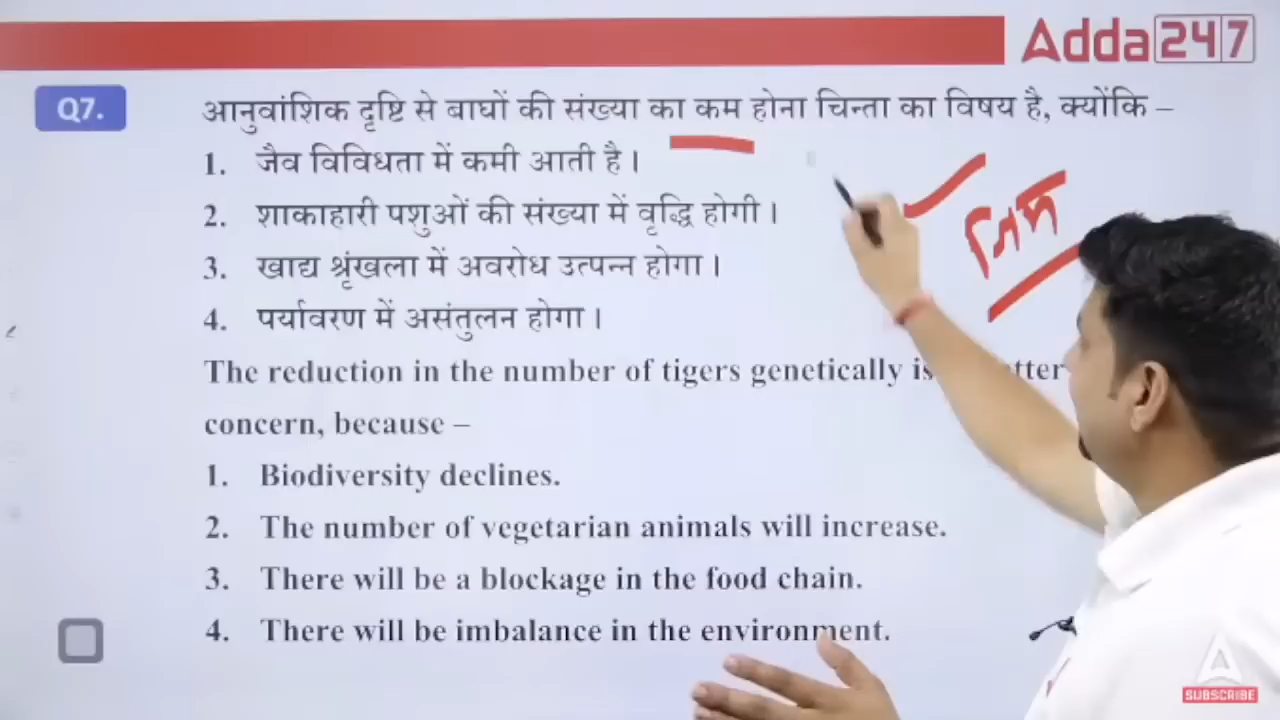 Adda247
Q7. आनुवांशिक दृष्टि से बाघों की संख्या का कम होना चिन्ता का विषय है, क्योंकि –
1. जैव विविधता में कमी आती है।
2. शाकाहारी पशुओं की संख्या में वृद्धि होगी।
3. खाद्य श्रृंखला में अवरोध उत्पन्न होगा।
4. पर्यावरण में असंतुलन होगा।
The reduction in the number of tigers genetically is
concern, because –
1. Biodiversity declines.
2. The number of vegetarian animals will increase.
3. There will be a blockage in the food chain.
4. There will be imbalance in the environment.
SUBSCRIBE